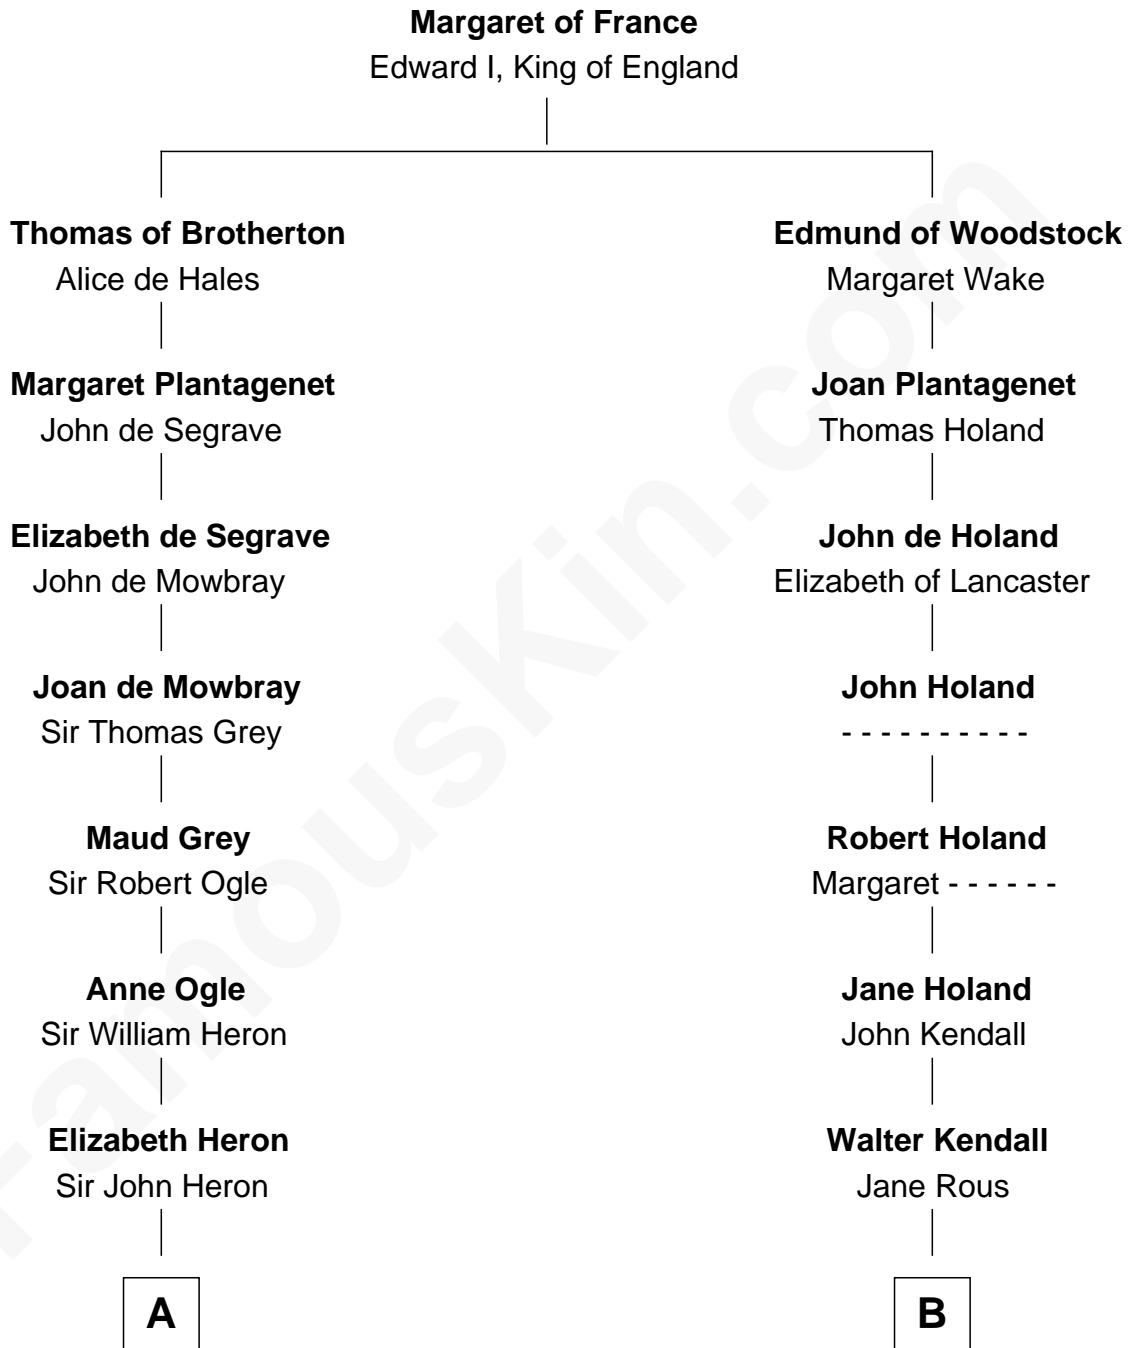 Margaret of France
Edward I, King of England
Thomas of Brotherton
Alice de Hales
Edmund of Woodstock
Margaret Wake
Margaret Plantagenet
John de Segrave
Joan Plantagenet
Thomas Holand
Elizabeth de Segrave
John de Mowbray
John de Holand
Elizabeth of Lancaster
Joan de Mowbray
Sir Thomas Grey
John Holand
- - - - - - - - - -
Maud Grey
Sir Robert Ogle
Robert Holand
Margaret - - - - - -
Anne Ogle
Sir William Heron
Jane Holand
John Kendall
Elizabeth Heron
Sir John Heron
Walter Kendall
Jane Rous
A
B
FamousKin.com